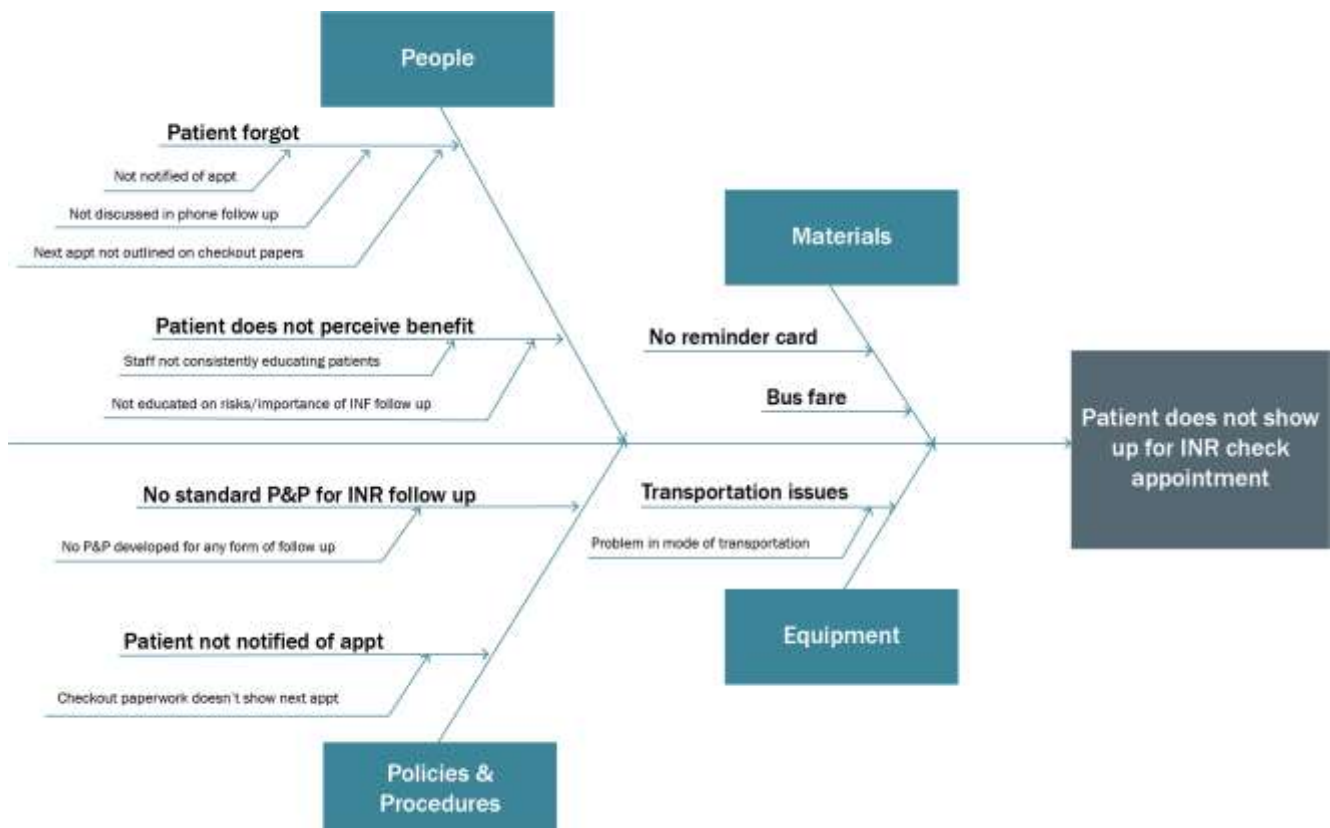 People
Patient forgot
Not notified of appt
Not discussed in phone follow up
Next appt not outlined on checkout papers
Patient does not perceive benefit
Staff not consistently educating patients
Not educated on risks/importance of INF follow up
Materials
No reminder card
Bus fare
Patient does not show
up for INR check
appointment
No standard P&P for INR follow up
No P&P developed for any form of follow up
Patient not notified of appt
Checkout paperwork doesn't show next appt
Policies &
Procedures
Transportation issues
Problem in mode of transportation
Equipment